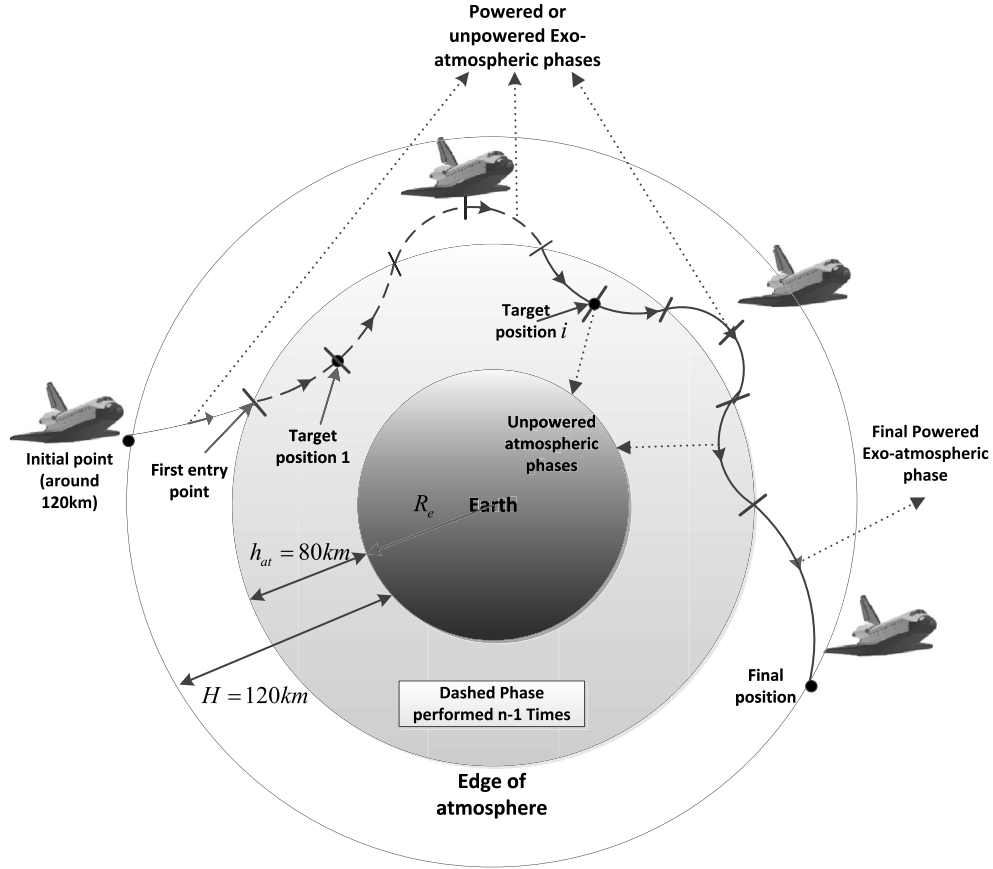 Powered or
unpowered Exo-
atmospheric phases
Target
position i
Initial point
(around
120km)
First entry
point
Target
position 1
Unpowered
atmospheric
phases
Final Powered
Exo-atmospheric
phase
Earth
R_e
h_at = 80km
H = 120km
Final
position
Dashed Phase
performed n-1 Times
Edge of
atmosphere